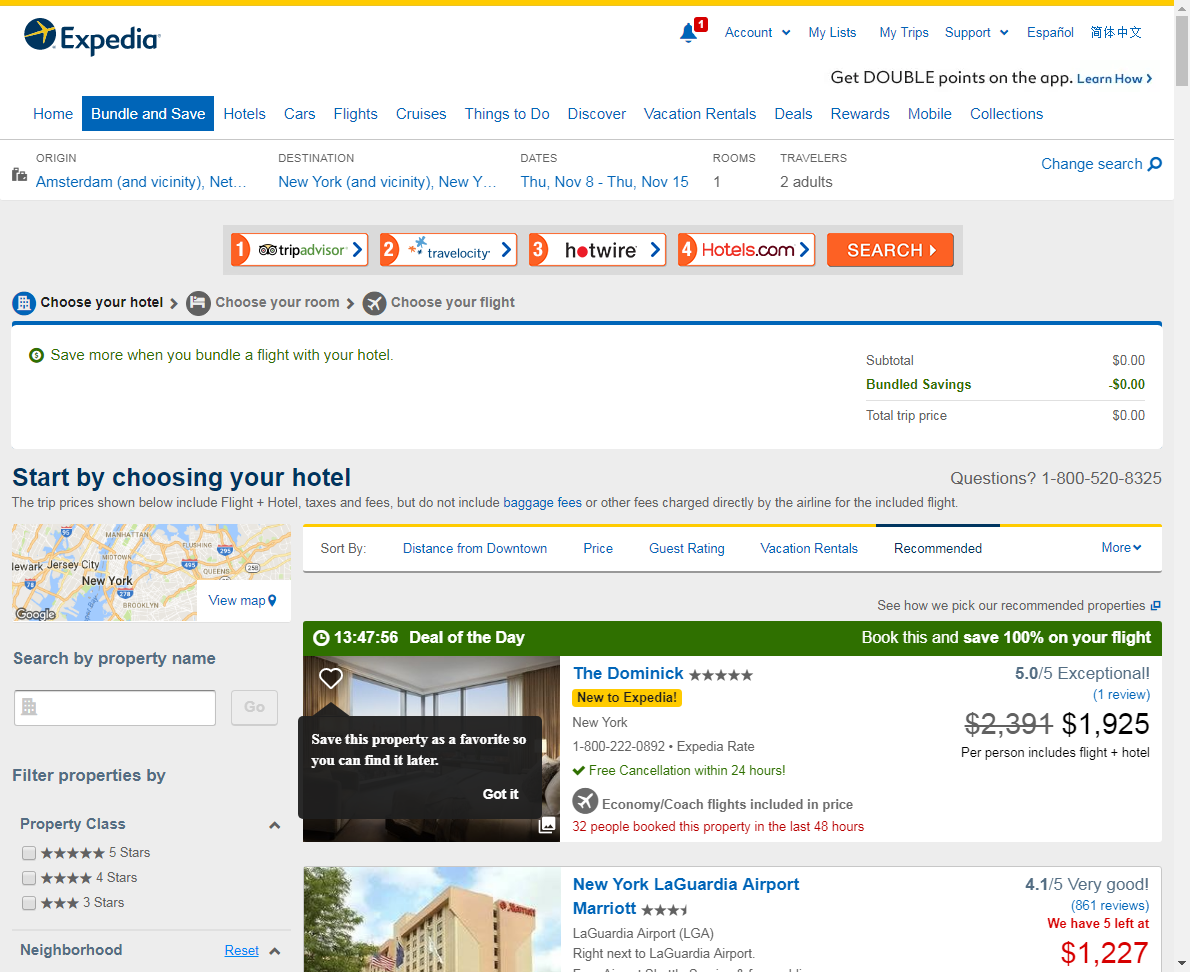 Expedia
1
Account
My Lists
My Trips
Support
Español
简体中文
Get DOUBLE points on the app. Learn How
Home
Bundle and Save
Hotels
Cars
Flights
Cruises
Things to Do
Discover
Vacation Rentals
Deals
Rewards
Mobile
Collections
ORIGIN
Amsterdam (and vicinity), Net...
DESTINATION
New York (and vicinity), New Y...
DATES
Thu, Nov 8 - Thu, Nov 15
ROOMS
1
TRAVELERS
2 adults
Change search
1 tripadvisor
2 travelocity
3 hotwire
4 Hotels.com
SEARCH
Choose your hotel
Choose your room
Choose your flight
Save more when you bundle a flight with your hotel.
Subtotal $0.00
Bundled Savings -$0.00
Total trip price $0.00
Start by choosing your hotel
Questions? 1-800-520-8325
The trip prices shown below include Flight + Hotel, taxes and fees, but do not include baggage fees or other fees charged directly by the airline for the included flight.
MANHATTAN
FLUSHING
95
295
MIDTOWN
ewark
Jersey City
495
QUEENS
258
New York
78
278
BROOKLYN
Google
View map
Search by property name
Go
Filter properties by
Property Class
5 Stars
4 Stars
3 Stars
Neighborhood
Reset
Sort By:
Distance from Downtown
Price
Guest Rating
Vacation Rentals
Recommended
More
See how we pick our recommended properties
13:47:56 Deal of the Day
Book this and save 100% on your flight
Save this property as a favorite so
you can find it later.
Got it
The Dominick
New to Expedia!
New York
1-800-222-0892 • Expedia Rate
Free Cancellation within 24 hours!
Economy/Coach flights included in price
32 people booked this property in the last 48 hours
5.0/5 Exceptional!
(1 review)
$2,391 $1,925
Per person includes flight + hotel
Marriott
New York LaGuardia Airport
Marriott
LaGuardia Airport (LGA)
Right next to LaGuardia Airport.
4.1/5 Very good!
(861 reviews)
We have 5 left at
$1,227